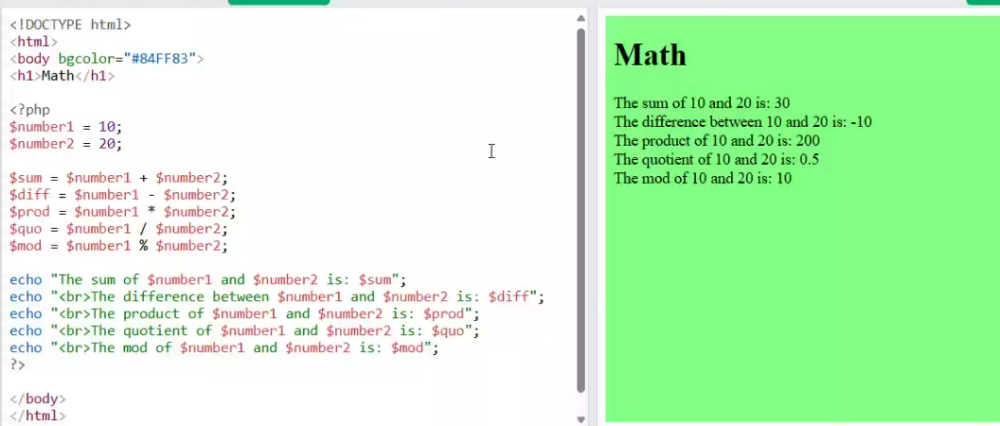 <!DOCTYPE html>
<html>
<body bgcolor="#84FF83">
<h1>Math</h1>

<?php
$number1 = 10;
$number2 = 20;

$sum = $number1 + $number2;
$diff = $number1 - $number2;
$prod = $number1 * $number2;
$quo = $number1 / $number2;
$mod = $number1 % $number2;

echo "The sum of $number1 and $number2 is: $sum";
echo "<br>The difference between $number1 and $number2 is: $diff";
echo "<br>The product of $number1 and $number2 is: $prod";
echo "<br>The quotient of $number1 and $number2 is: $quo";
echo "<br>The mod of $number1 and $number2 is: $mod";
?>

</body>
</html>
Math
The sum of 10 and 20 is: 30
The difference between 10 and 20 is: -10
The product of 10 and 20 is: 200
The quotient of 10 and 20 is: 0.5
The mod of 10 and 20 is: 10